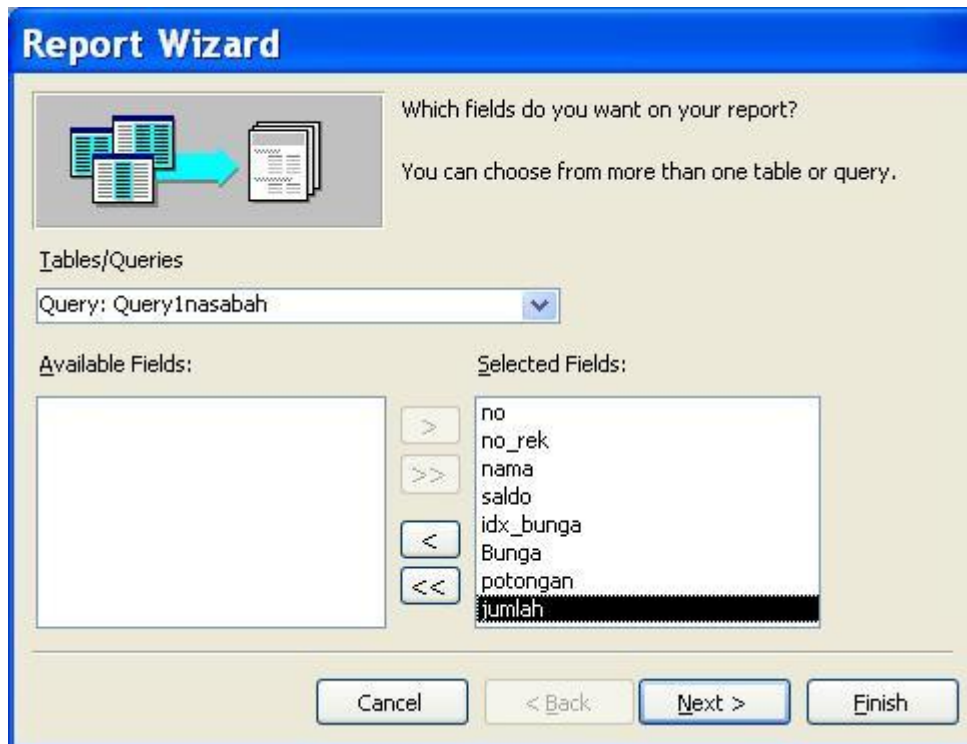 Report Wizard
Which fields do you want on your report?
You can choose from more than one table or query.
Tables/Queries
Query: Query1nasabah
Available Fields:
Selected Fields:
>
>>
<
<<
no
no_rek
nama
saldo
idx_bunga
Bunga
potongan
jumlah
Cancel
< Back
Next >
Finish